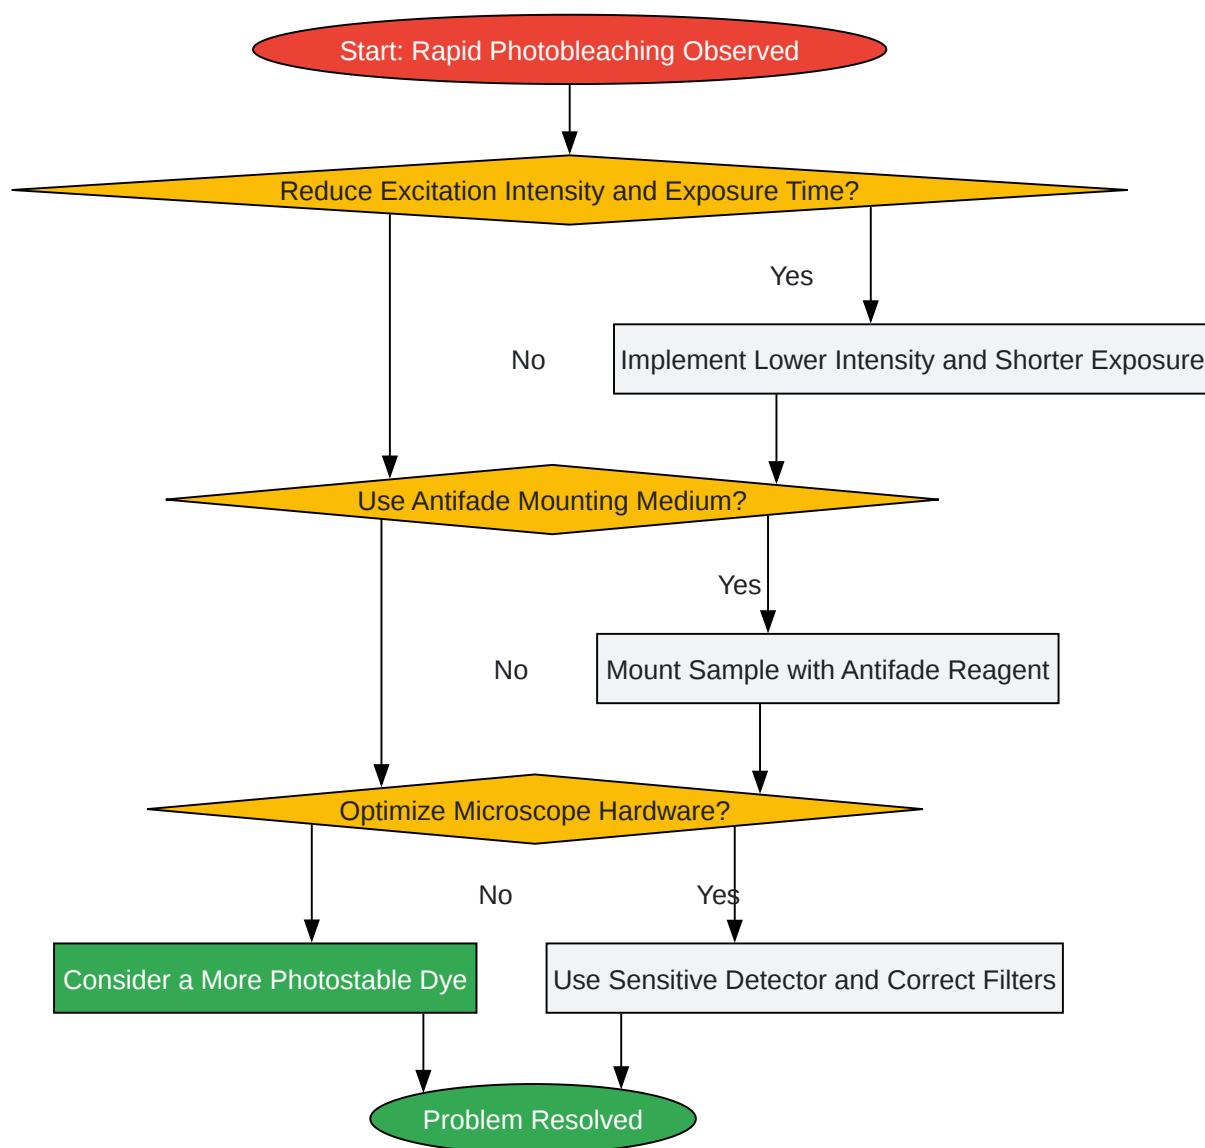 Start: Rapid Photobleaching Observed
Reduce Excitation Intensity and Exposure Time?
Yes
No
Implement Lower Intensity and Shorter Exposure
Use Antifade Mounting Medium?
Yes
No
Mount Sample with Antifade Reagent
Optimize Microscope Hardware?
No
Yes
Consider a More Photostable Dye
Use Sensitive Detector and Correct Filters
Problem Resolved